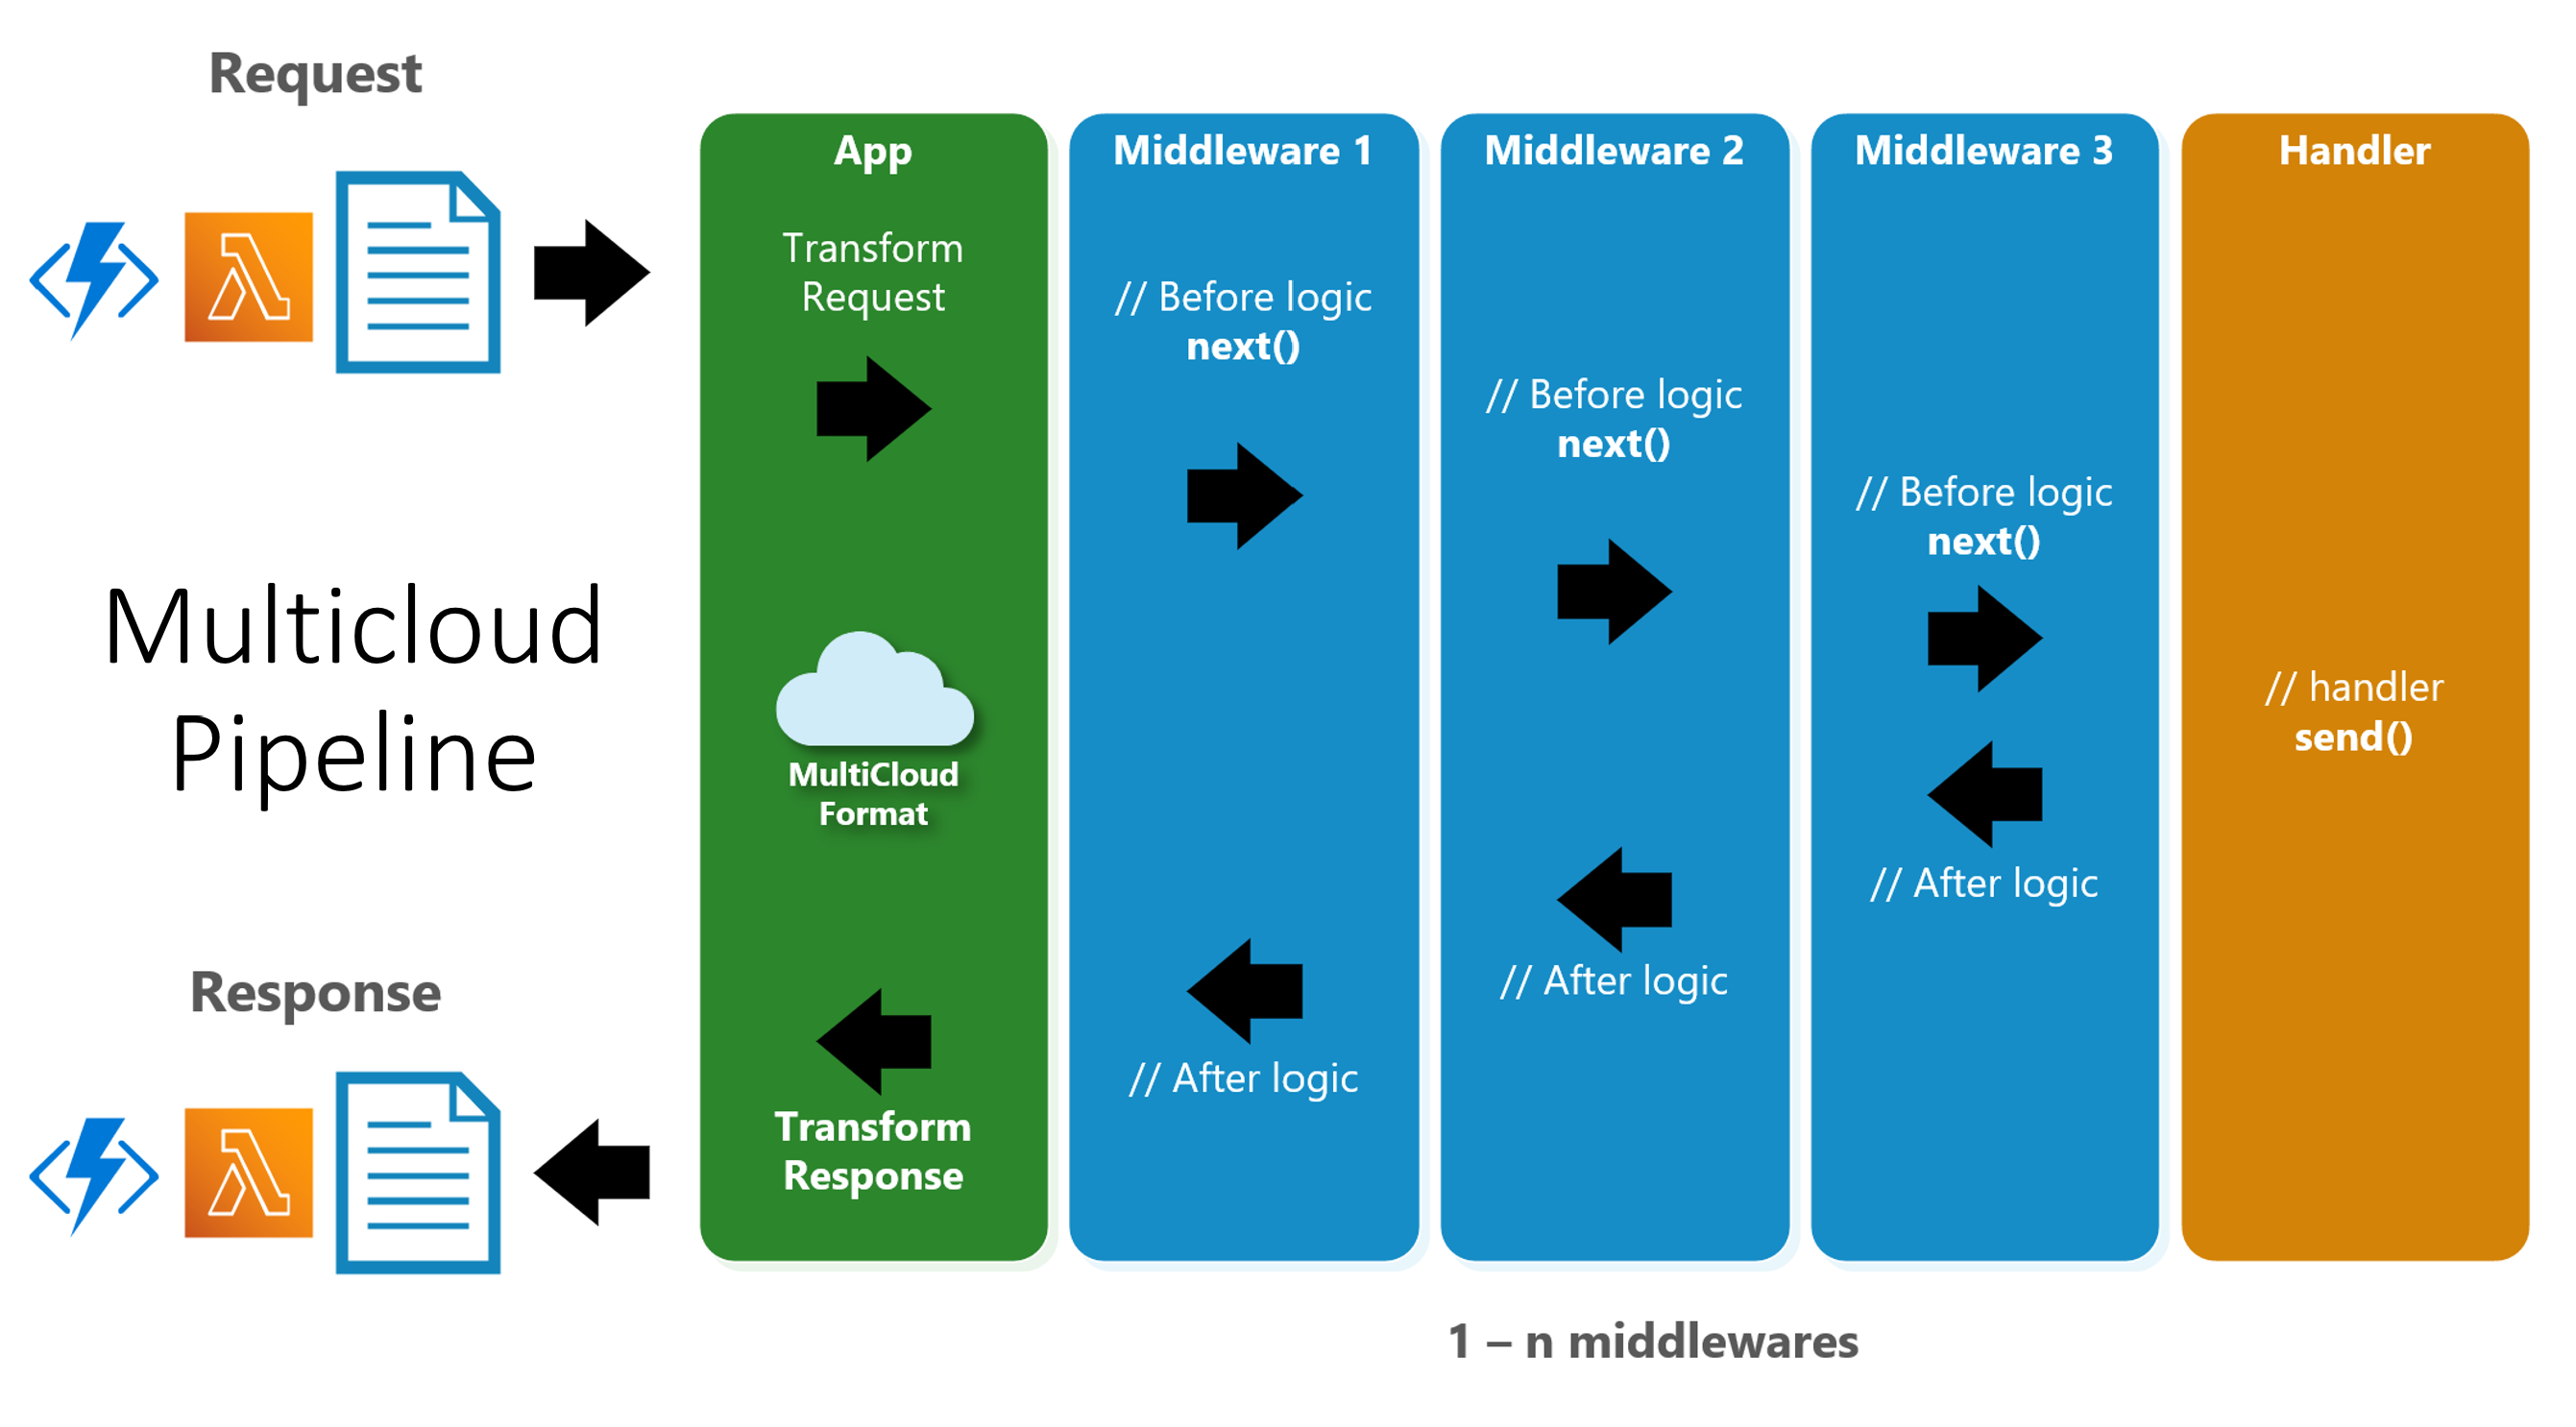 Request
Multicloud
Pipeline
Response
App
Transform
Request
MultiCloud
Format
Transform
Response
Middleware 1
// Before logic
next()
// After logic
Middleware 2
// Before logic
next()
// After logic
Middleware 3
// Before logic
next()
// After logic
Handler
// handler
send()
1 – n middlewares